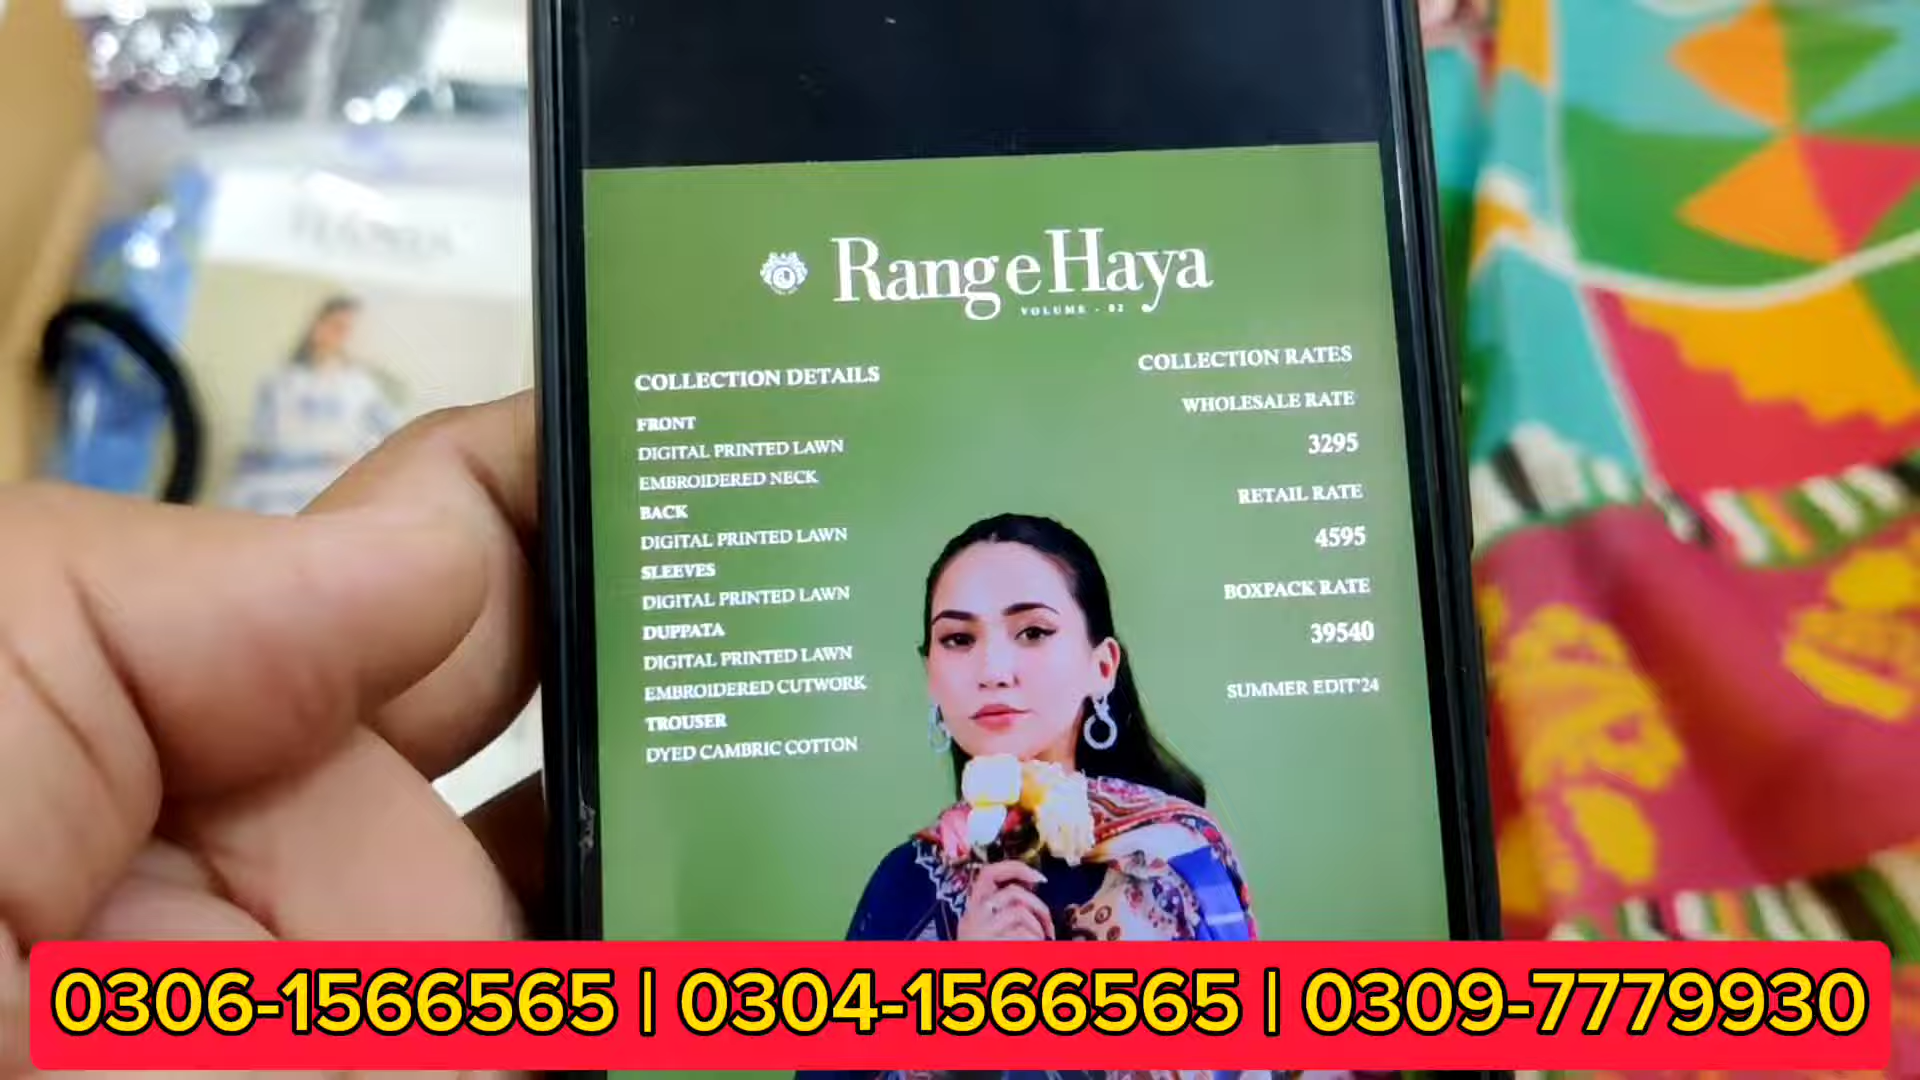 RangeHaya
VOLUME - 02
COLLECTION DETAILS
FRONT
DIGITAL PRINTED LAWN
EMBROIDERED NECK
BACK
DIGITAL PRINTED LAWN
SLEEVES
DIGITAL PRINTED LAWN
DUPPATA
DIGITAL PRINTED LAWN
EMBROIDERED CUTWORK
TROUSER
DYED CAMBRIC COTTON
COLLECTION RATES
WHOLESALE RATE
3295
RETAIL RATE
4595
BOXPACK RATE
39540
SUMMER EDIT'24
0306-1566565 | 0304-1566565 | 0309-7779930